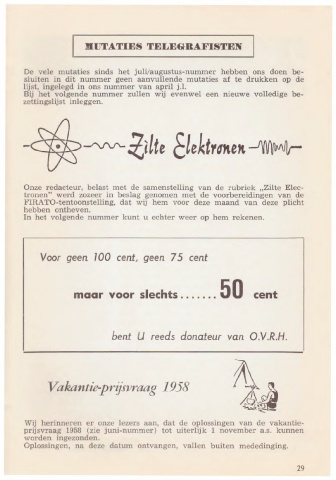 MUTATIES TELEGRAFISTEN
De vele mutaties sinds het juli/augustus-nummer hebben ons doen be-
sluiten in dit nummer geen aanvullende mutaties af te drukken op de
lijst, ingelegd in ons nummer van april j.l.
Bij het volgende nummer zullen wij evenwel een nieuwe volledige be-
zettingslijst inleggen.
Zilte Elektronen
Onze redacteur, belast met de samenstelling van de rubriek „Zilte Elec-
tronen” werd zozeer in beslag genomen met de voorbereidingen van de
FIRATO-tentoonstelling, dat wij hem voor deze maand van deze plicht
hebben ontheven.
In het volgende nummer kunt u echter weer op hem rekenen.
Voor geen 100 cent, geen 75 cent
maar voor slechts....... 50 cent
bent U reeds donateur van O.V.R.H.
Vakantie-prijsvraag 1958
Wij herinneren er onze lezers aan, dat de oplossingen van de vakantie-
prijsvraag 1958 (zie juni-nummer) tot uiterlijk 1 november a.s. kunnen
worden ingezonden.
Oplossingen, na deze datum ontvangen, vallen buiten mededinging.
29